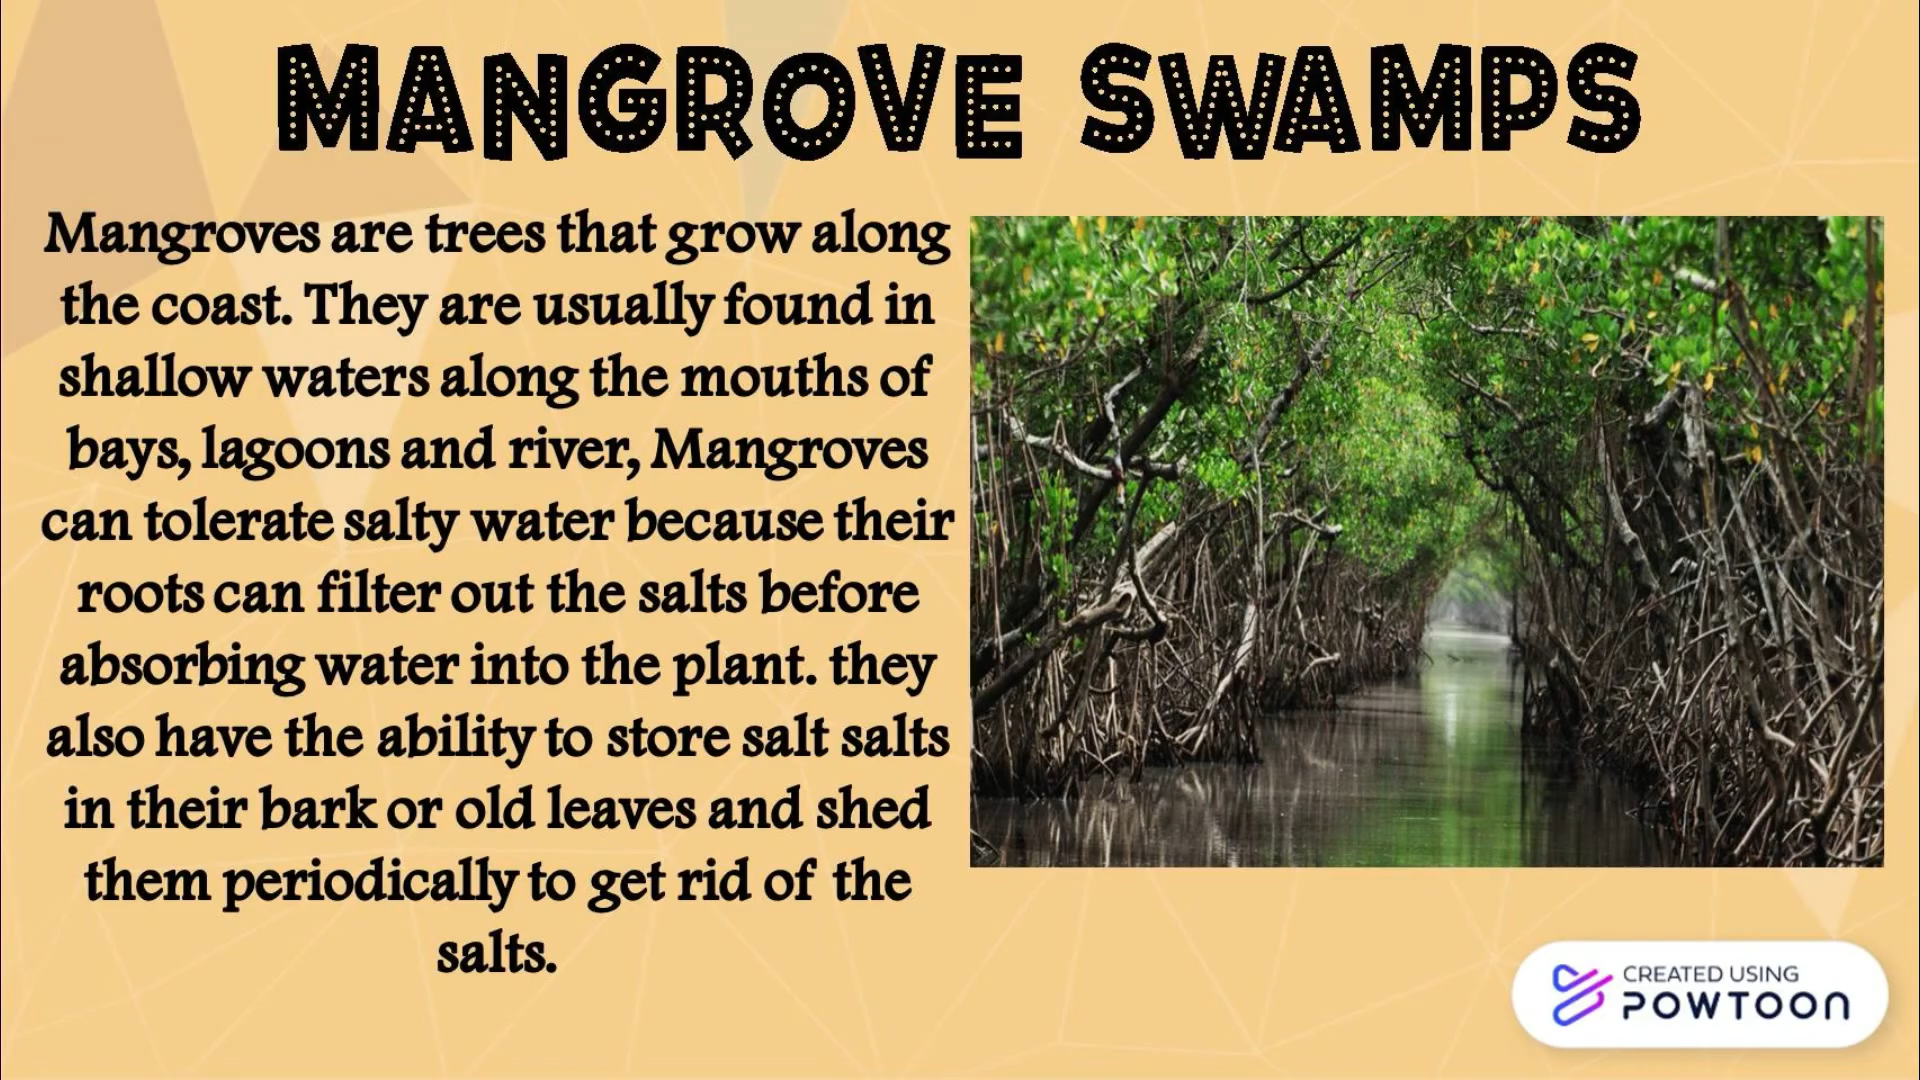 MANGROVE SWAMPS
Mangroves are trees that grow along
the coast. They are usually found in
shallow waters along the mouths of
bays, lagoons and river, Mangroves
can tolerate salty water because their
roots can filter out the salts before
absorbing water into the plant. they
also have the ability to store salt salts
in their bark or old leaves and shed
them periodically to get rid of the
salts.
CREATED USING
POWTOON